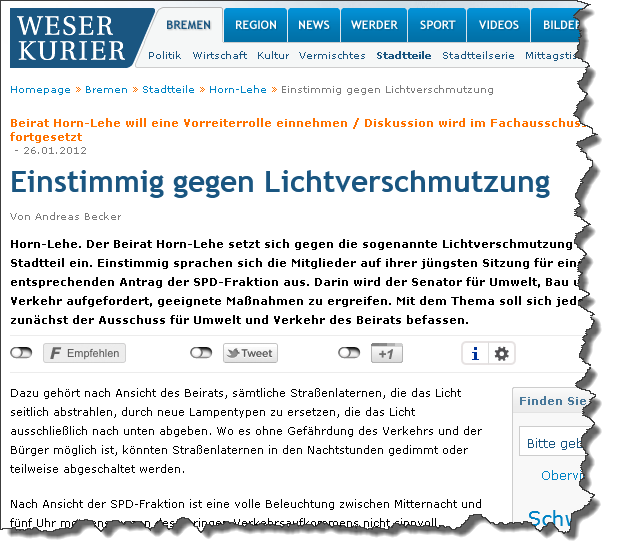 WESER
KURIER
BREMEN REGION NEWS WERDER SPORT VIDEOS BILDER
Politik Wirtschaft Kultur Vermischtes Stadtteile Stadtteilserie Mittagstis
Homepage » Bremen » Stadtteile » Horn-Lehe » Einstimmig gegen Lichtverschmutzung
Beirat Horn-Lehe will eine Vorreiterrolle einnehmen / Diskussion wird im Fachausschuss
fortgesetzt
- 26.01.2012
Einstimmig gegen Lichtverschmutzung
Von Andreas Becker
Horn-Lehe. Der Beirat Horn-Lehe setzt sich gegen die sogenannte Lichtverschmutzung
Stadtteil ein. Einstimmig sprachen sich die Mitglieder auf ihrer jüngsten Sitzung für ein
entsprechenden Antrag der SPD-Fraktion aus. Darin wird der Senator für Umwelt, Bau u
Verkehr aufgefordert, geeignete Maßnahmen zu ergreifen. Mit dem Thema soll sich jed
zunächst der Ausschuss für Umwelt und Verkehr des Beirats befassen.
F Empfehlen Tweet +1 i
Dazu gehört nach Ansicht des Beirats, sämtliche Straßenlaternen, die das Licht
seitlich abstrahlen, durch neue Lampentypen zu ersetzen, die das Licht
ausschließlich nach unten abgeben. Wo es ohne Gefährdung des Verkehrs und der
Bürger möglich ist, könnten Straßenlaternen in den Nachtstunden gedimmt oder
teilweise abgeschaltet werden.
Nach Ansicht der SPD-Fraktion ist eine volle Beleuchtung zwischen Mitternacht und
fünf Uhr Verkehrsaufkommens nicht sinnvoll.
Finden Sie
Bitte geb
Obervi
Schw